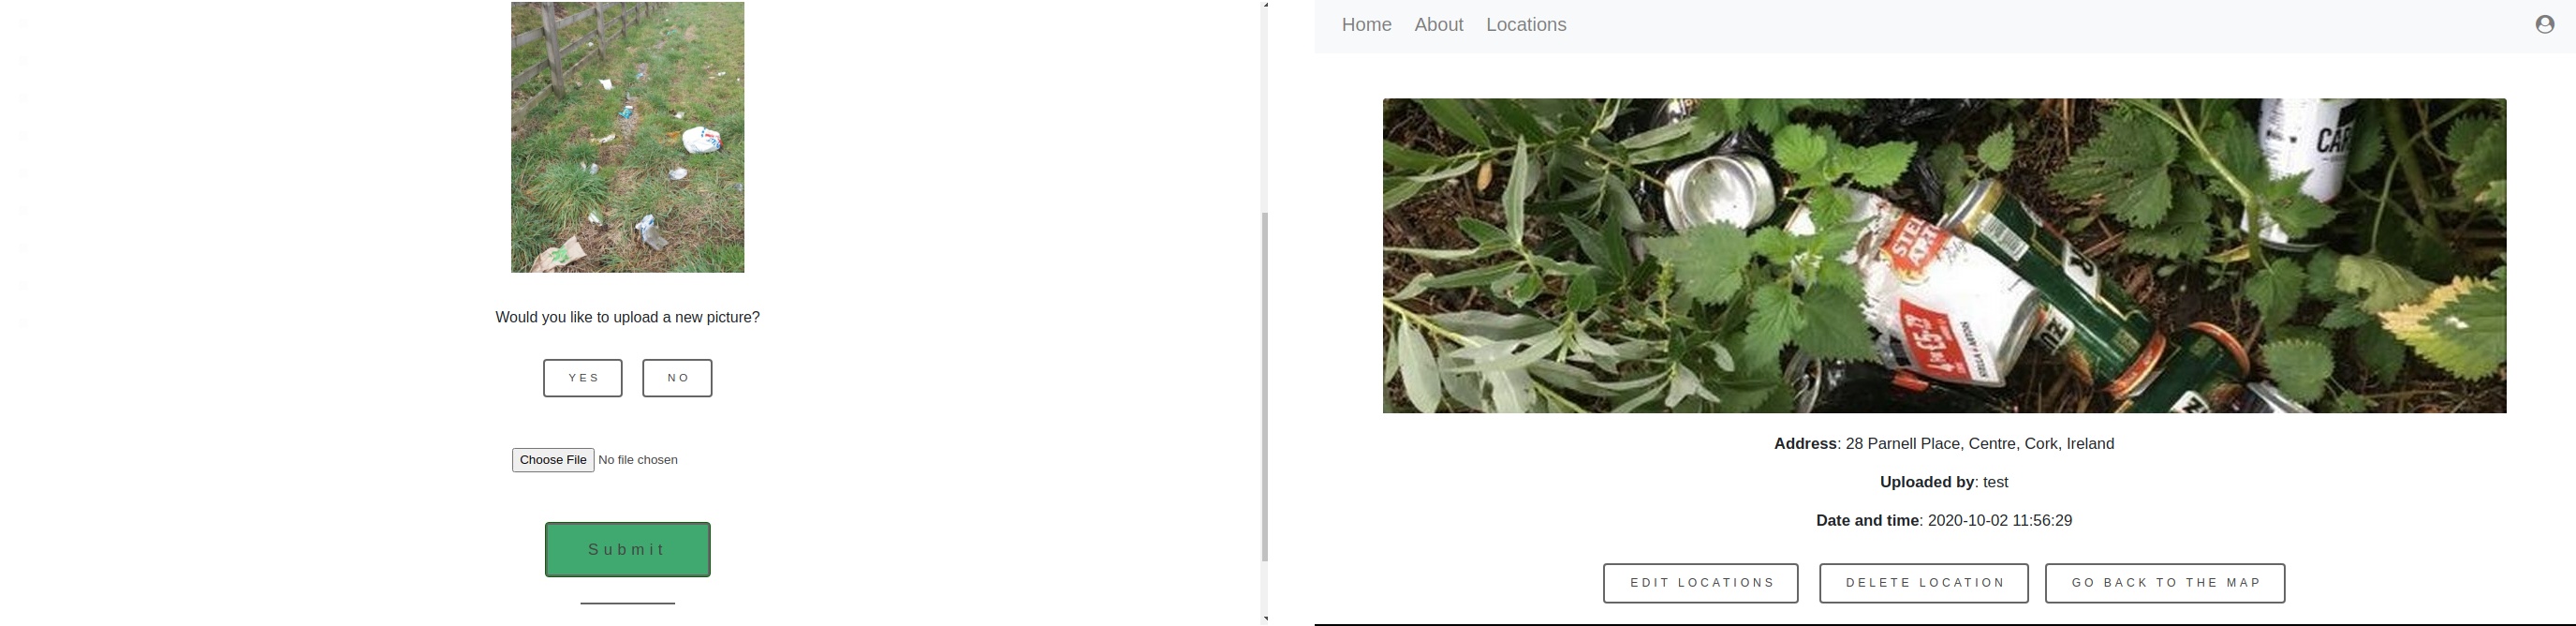 Would you like to upload a new picture?
YES NO
Choose File No file chosen
Submit
Home About Locations
CAR
Address: 28 Parnell Place, Centre, Cork, Ireland
Uploaded by: test
Date and time: 2020-10-02 11:56:29
EDIT LOCATIONS DELETE LOCATION GO BACK TO THE MAP